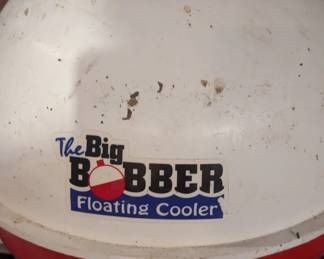 The Big
BOBBER
Floating Cooler